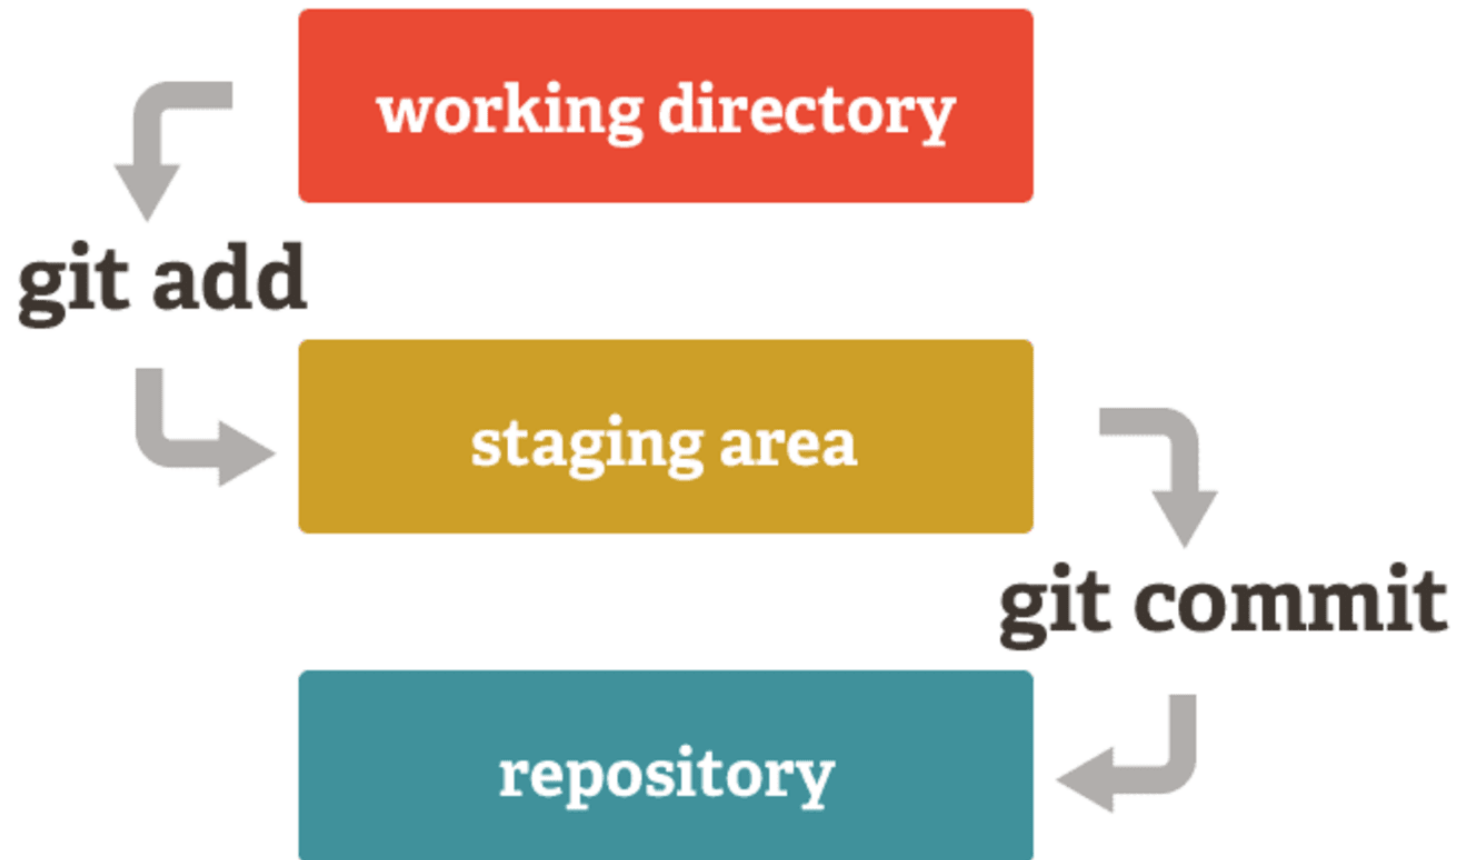 working directory
git add
staging area
git commit
repository